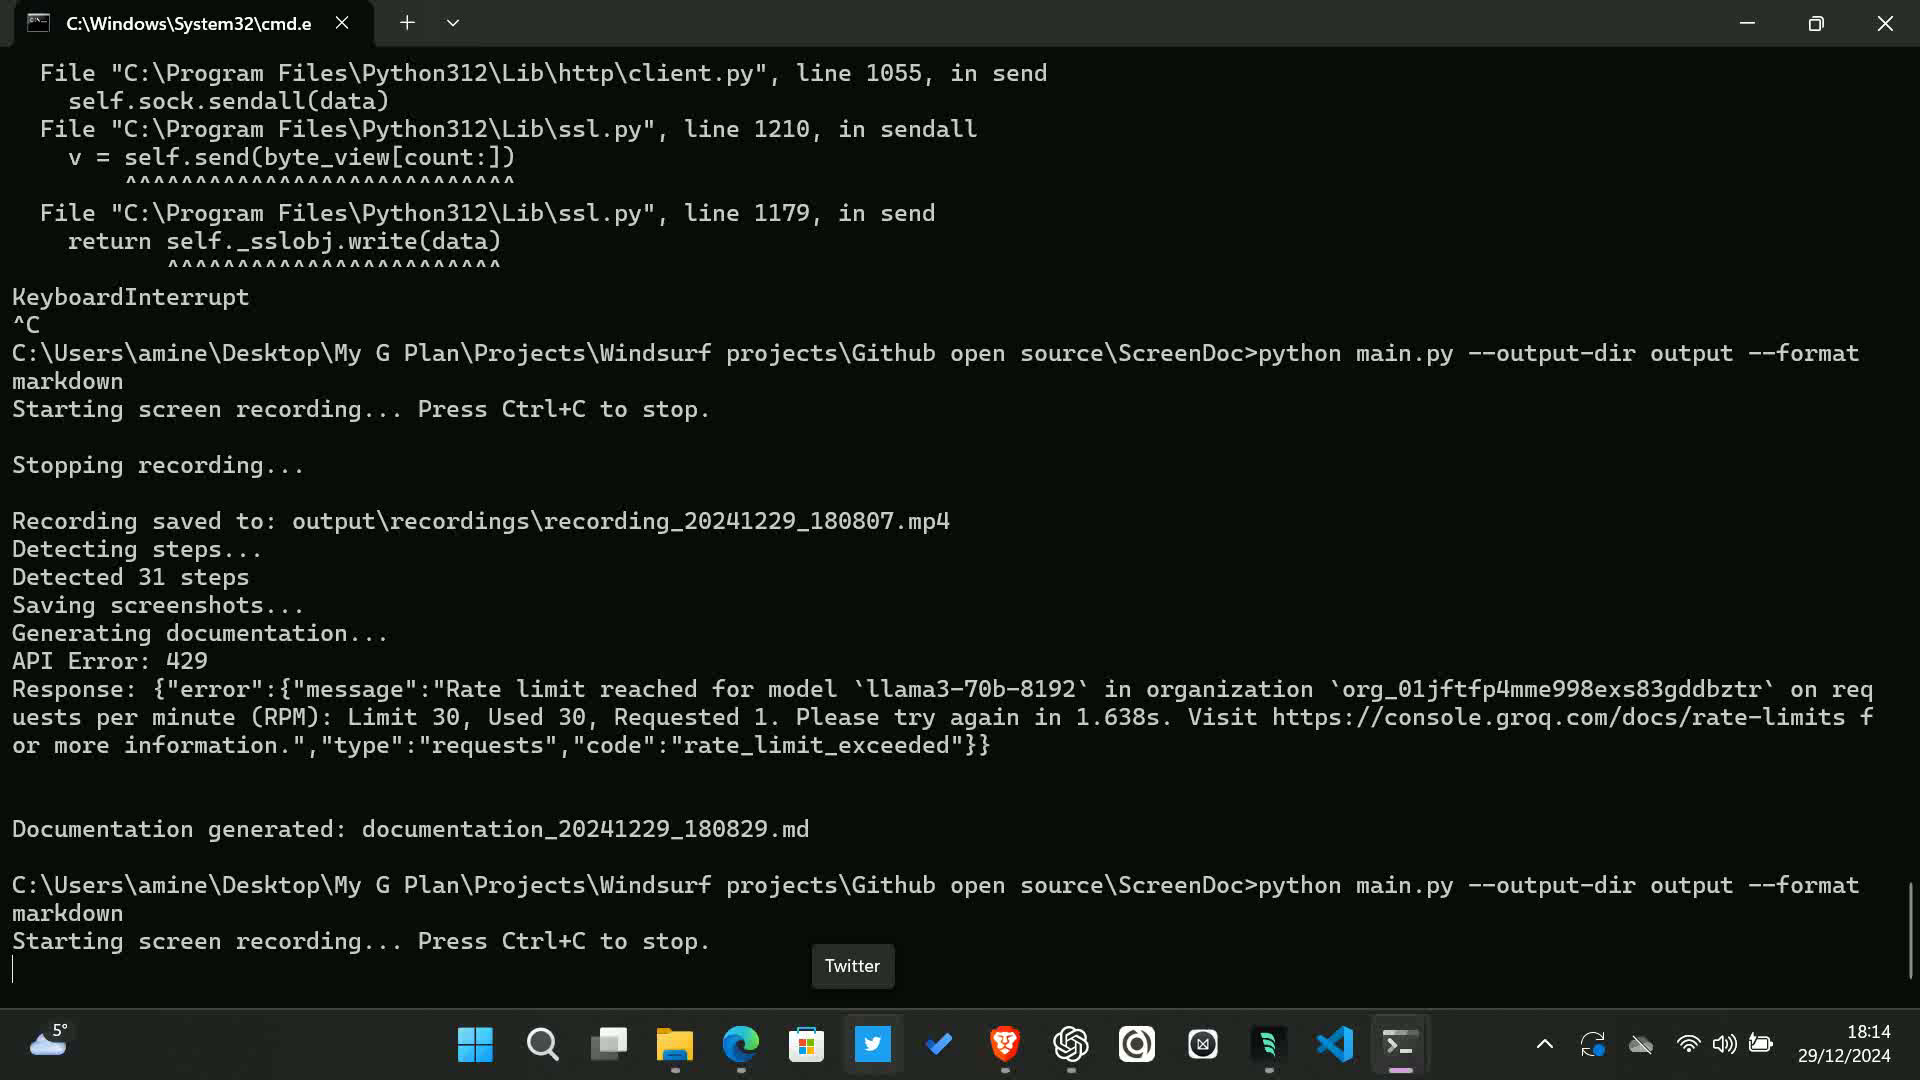 C:\Windows\System32\cmd.e
File "C:\Program Files\Python312\Lib\http\client.py", line 1055, in send
self.sock.sendall(data)
File "C:\Program Files\Python312\Lib\ssl.py", line 1210, in sendall
v = self.send(byte_view[count:])
^^^^^^^^^^^^^^^^^^^^^^^^^^^^
File "C:\Program Files\Python312\Lib\ssl.py", line 1179, in send
return self._sslobj.write(data)
^^^^^^^^^^^^^^^^^^^^^^^^
KeyboardInterrupt
^C
C:\Users\amine\Desktop\My G Plan\Projects\Windsurf projects\Github open source\ScreenDoc>python main.py --output-dir output --format
markdown
Starting screen recording... Press Ctrl+C to stop.
Stopping recording...
Recording saved to: output\recordings\recording_20241229_180807.mp4
Detecting steps...
Detected 31 steps
Saving screenshots...
Generating documentation...
API Error: 429
Response: {"error":{"message":"Rate limit reached for model `llama3-70b-8192` in organization `org_01jftfp4mme998exs83gddbztr` on req
uests per minute (RPM): Limit 30, Used 30, Requested 1. Please try again in 1.638s. Visit https://console.groq.com/docs/rate-limits f
or more information.","type":"requests","code":"rate_limit_exceeded"}}
Documentation generated: documentation_20241229_180829.md
C:\Users\amine\Desktop\My G Plan\Projects\Windsurf projects\Github open source\ScreenDoc>python main.py --output-dir output --format
markdown
Starting screen recording... Press Ctrl+C to stop.
Twitter
5°
18:14
29/12/2024